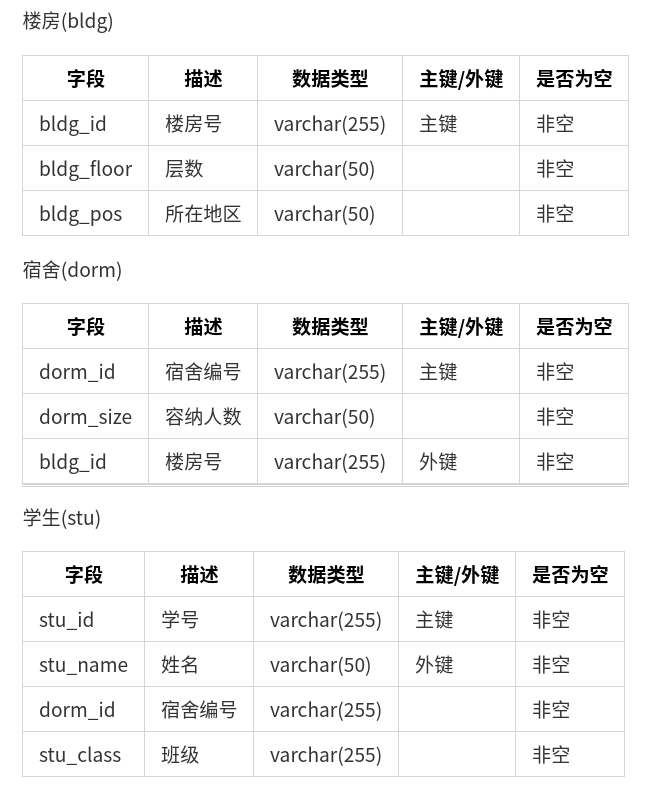 楼房(bldg)
字段 描述 数据类型 主键/外键 是否为空
bldg_id 楼房号 varchar(255) 主键 非空
bldg_floor 层数 varchar(50) 非空
bldg_pos 所在地区 varchar(50) 非空
宿舍(dorm)
字段 描述 数据类型 主键/外键 是否为空
dorm_id 宿舍编号 varchar(255) 主键 非空
dorm_size 容纳人数 varchar(50) 非空
bldg_id 楼房号 varchar(255) 外键 非空
学生(stu)
字段 描述 数据类型 主键/外键 是否为空
stu_id 学号 varchar(255) 主键 非空
stu_name 姓名 varchar(50) 外键 非空
dorm_id 宿舍编号 varchar(255) 非空
stu_class 班级 varchar(255) 非空